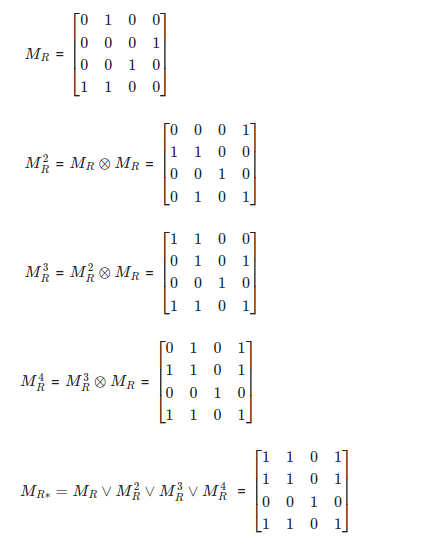 M_R = [0 1 0 0
0 0 0 1
0 0 1 0
1 1 0 0]
M_R^2 = M_R ⊗ M_R = [0 0 0 1
1 1 0 0
0 0 1 0
0 1 0 1]
M_R^3 = M_R^2 ⊗ M_R = [1 1 0 0
0 1 0 1
0 0 1 0
1 1 0 1]
M_R^4 = M_R^3 ⊗ M_R = [0 1 0 1
1 1 0 1
0 0 1 0
1 1 0 1]
M_{R*} = M_R ∨ M_R^2 ∨ M_R^3 ∨ M_R^4 = [1 1 0 1
1 1 0 1
0 0 1 0
1 1 0 1]